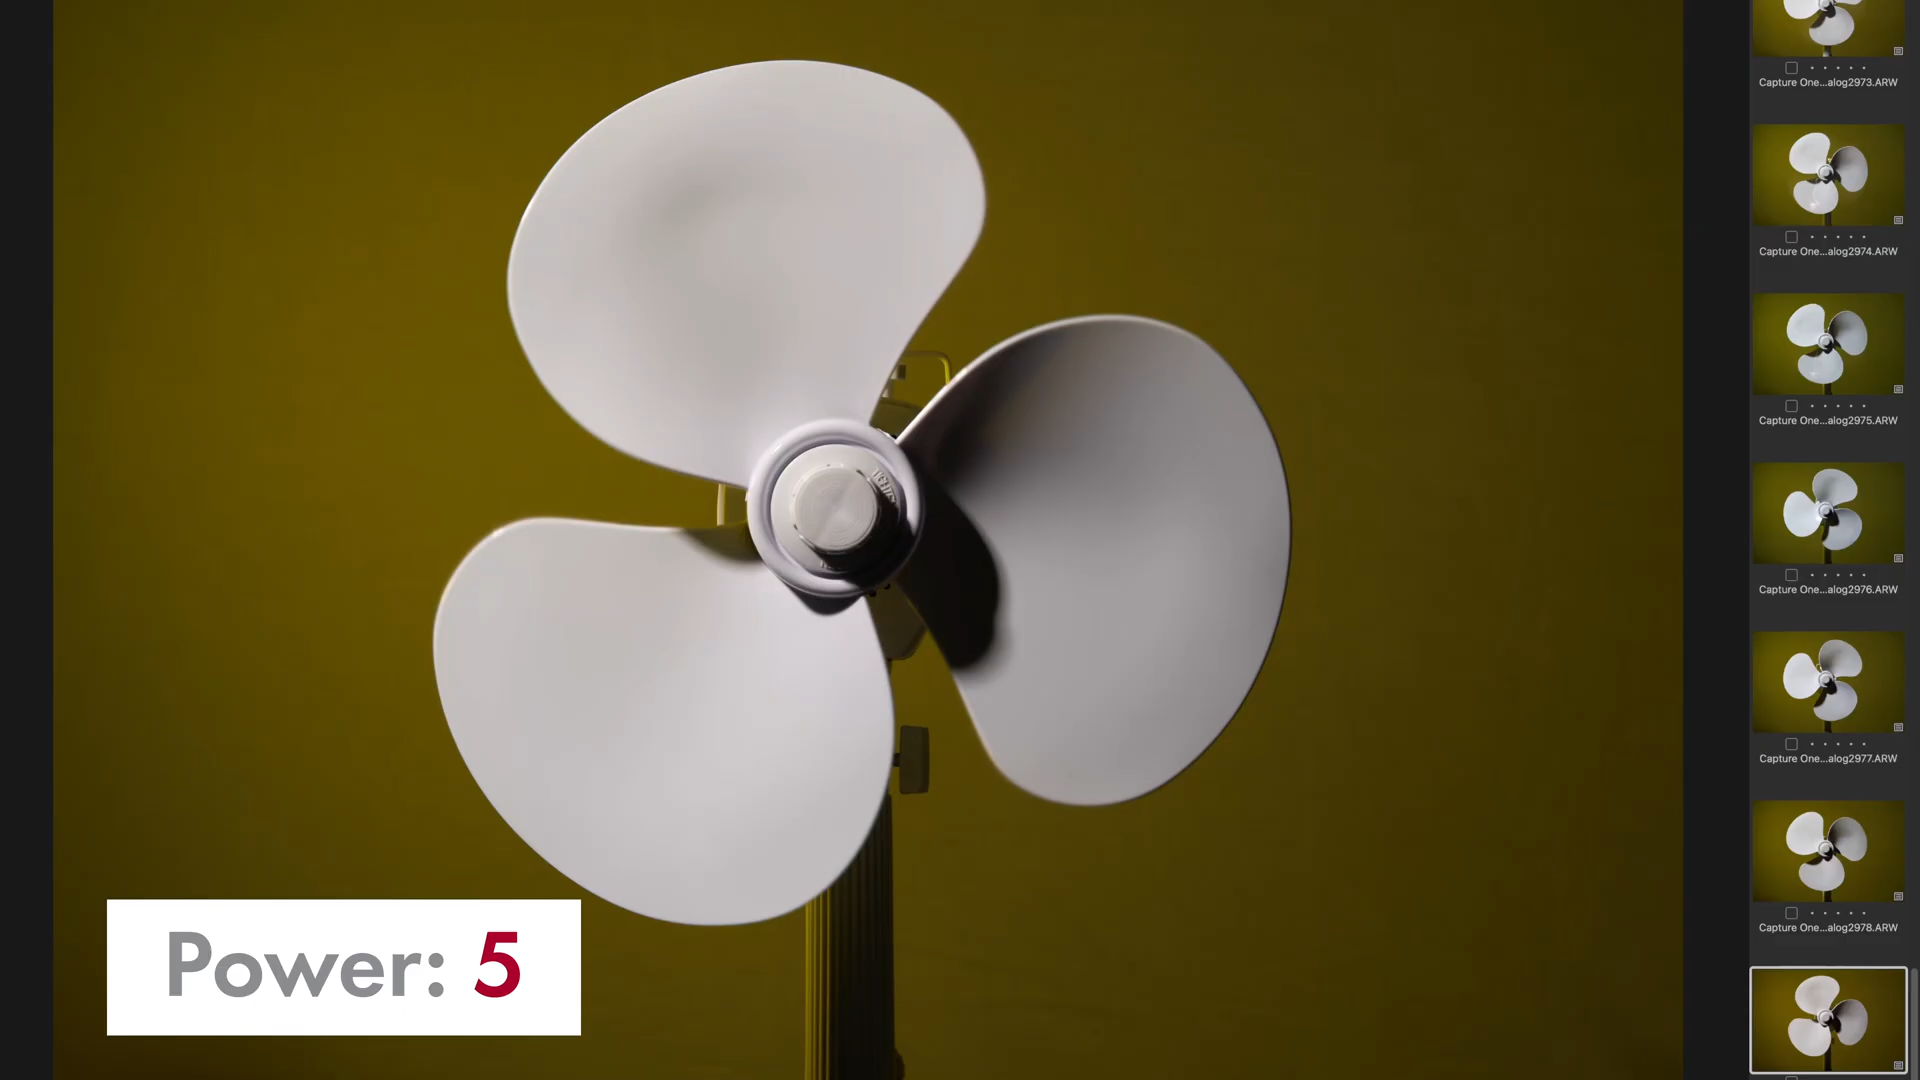 Capture One...alog2973.ARW
Capture One...alog2974.ARW
Capture One...alog2975.ARW
Capture One...alog2976.ARW
Capture One...alog2977.ARW
Capture One...alog2978.ARW
Power: 5